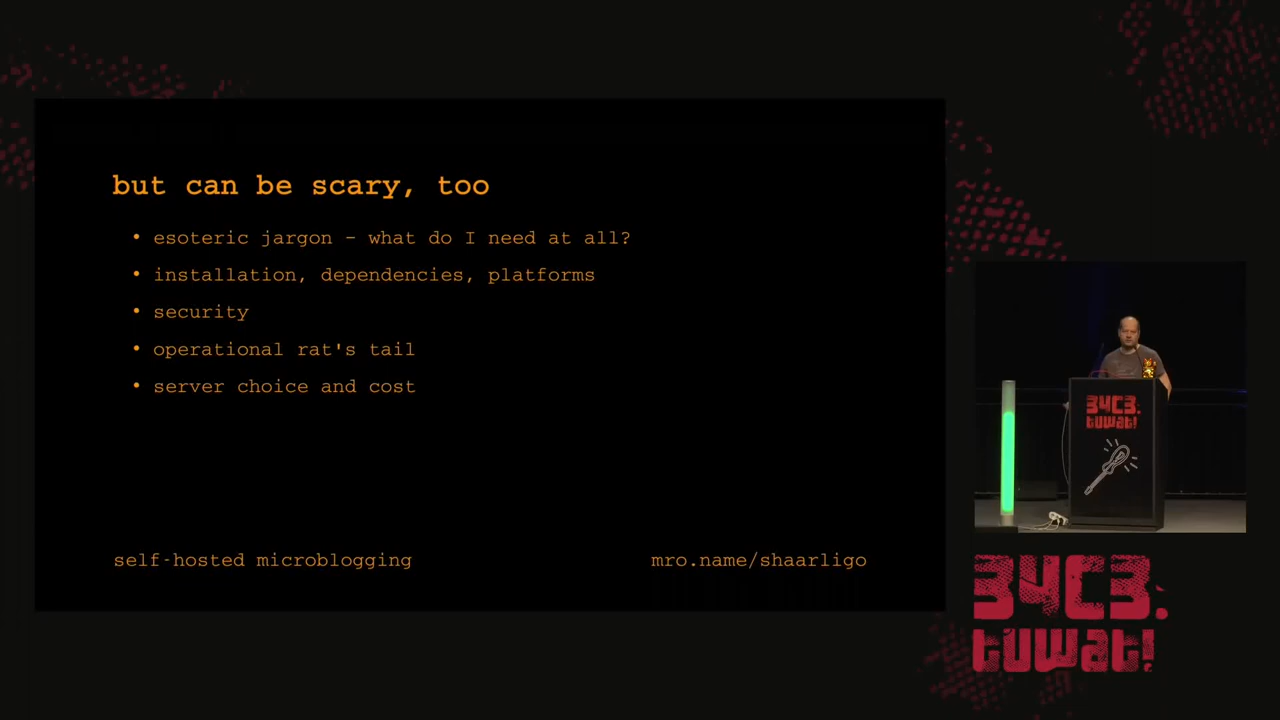 but can be scary, too
• esoteric jargon – what do I need at all?
• installation, dependencies, platforms
• security
• operational rat's tail
• server choice and cost
self-hosted microblogging
mro.name/shaarligo
34C3.
tuwat!
34C3.
tuwat!